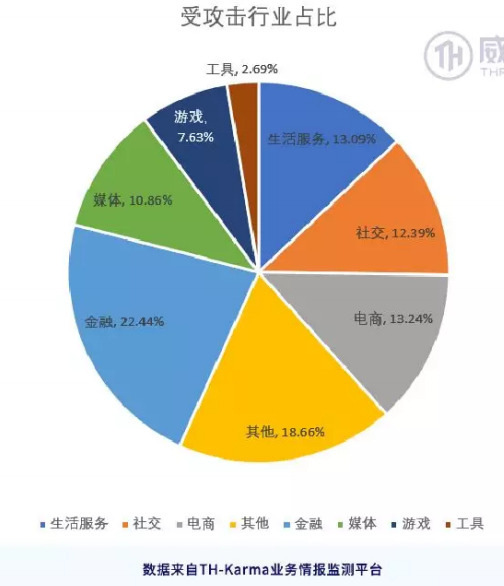 受攻击行业占比
TH 威
THR
工具, 2.69%
游戏,
7.63%
生活服务, 13.09%
媒体, 10.86%
社交, 12.39%
金融, 22.44%
电商, 13.24%
其他, 18.66%
生活服务 社交 电商 其他 金融 媒体 游戏 工具
数据来自TH-Karma业务情报监测平台